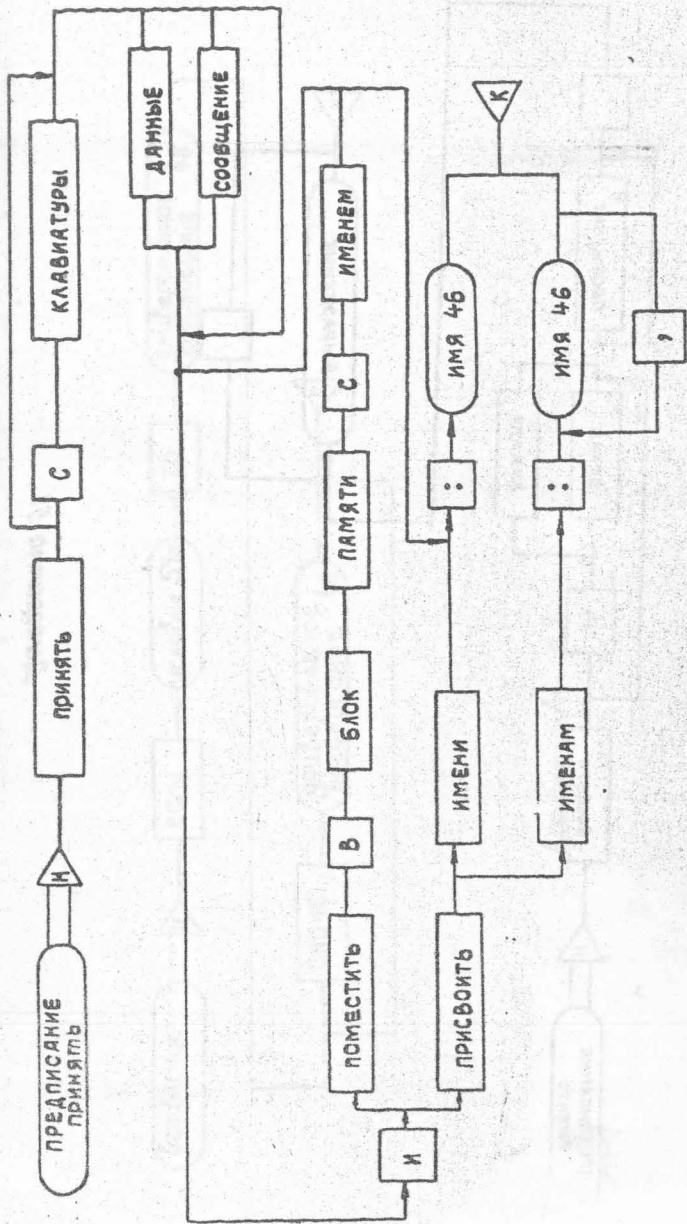 ПРЕДПИСАНИЕ
ПРИНЯТЬ
Н
ПРИНЯТЬ
С
КЛАВИАТУРЫ
ДАННЫЕ
СООБЩЕНИЕ
И
ПОМЕСТИТЬ
В
БЛОК
ПАМЯТИ
С
ИМЕНЕМ
ПРИСВОИТЬ
ИМЕНИ
:
ИМЯ 46
ИМЕНАМ
:
ИМЯ 46
,
К